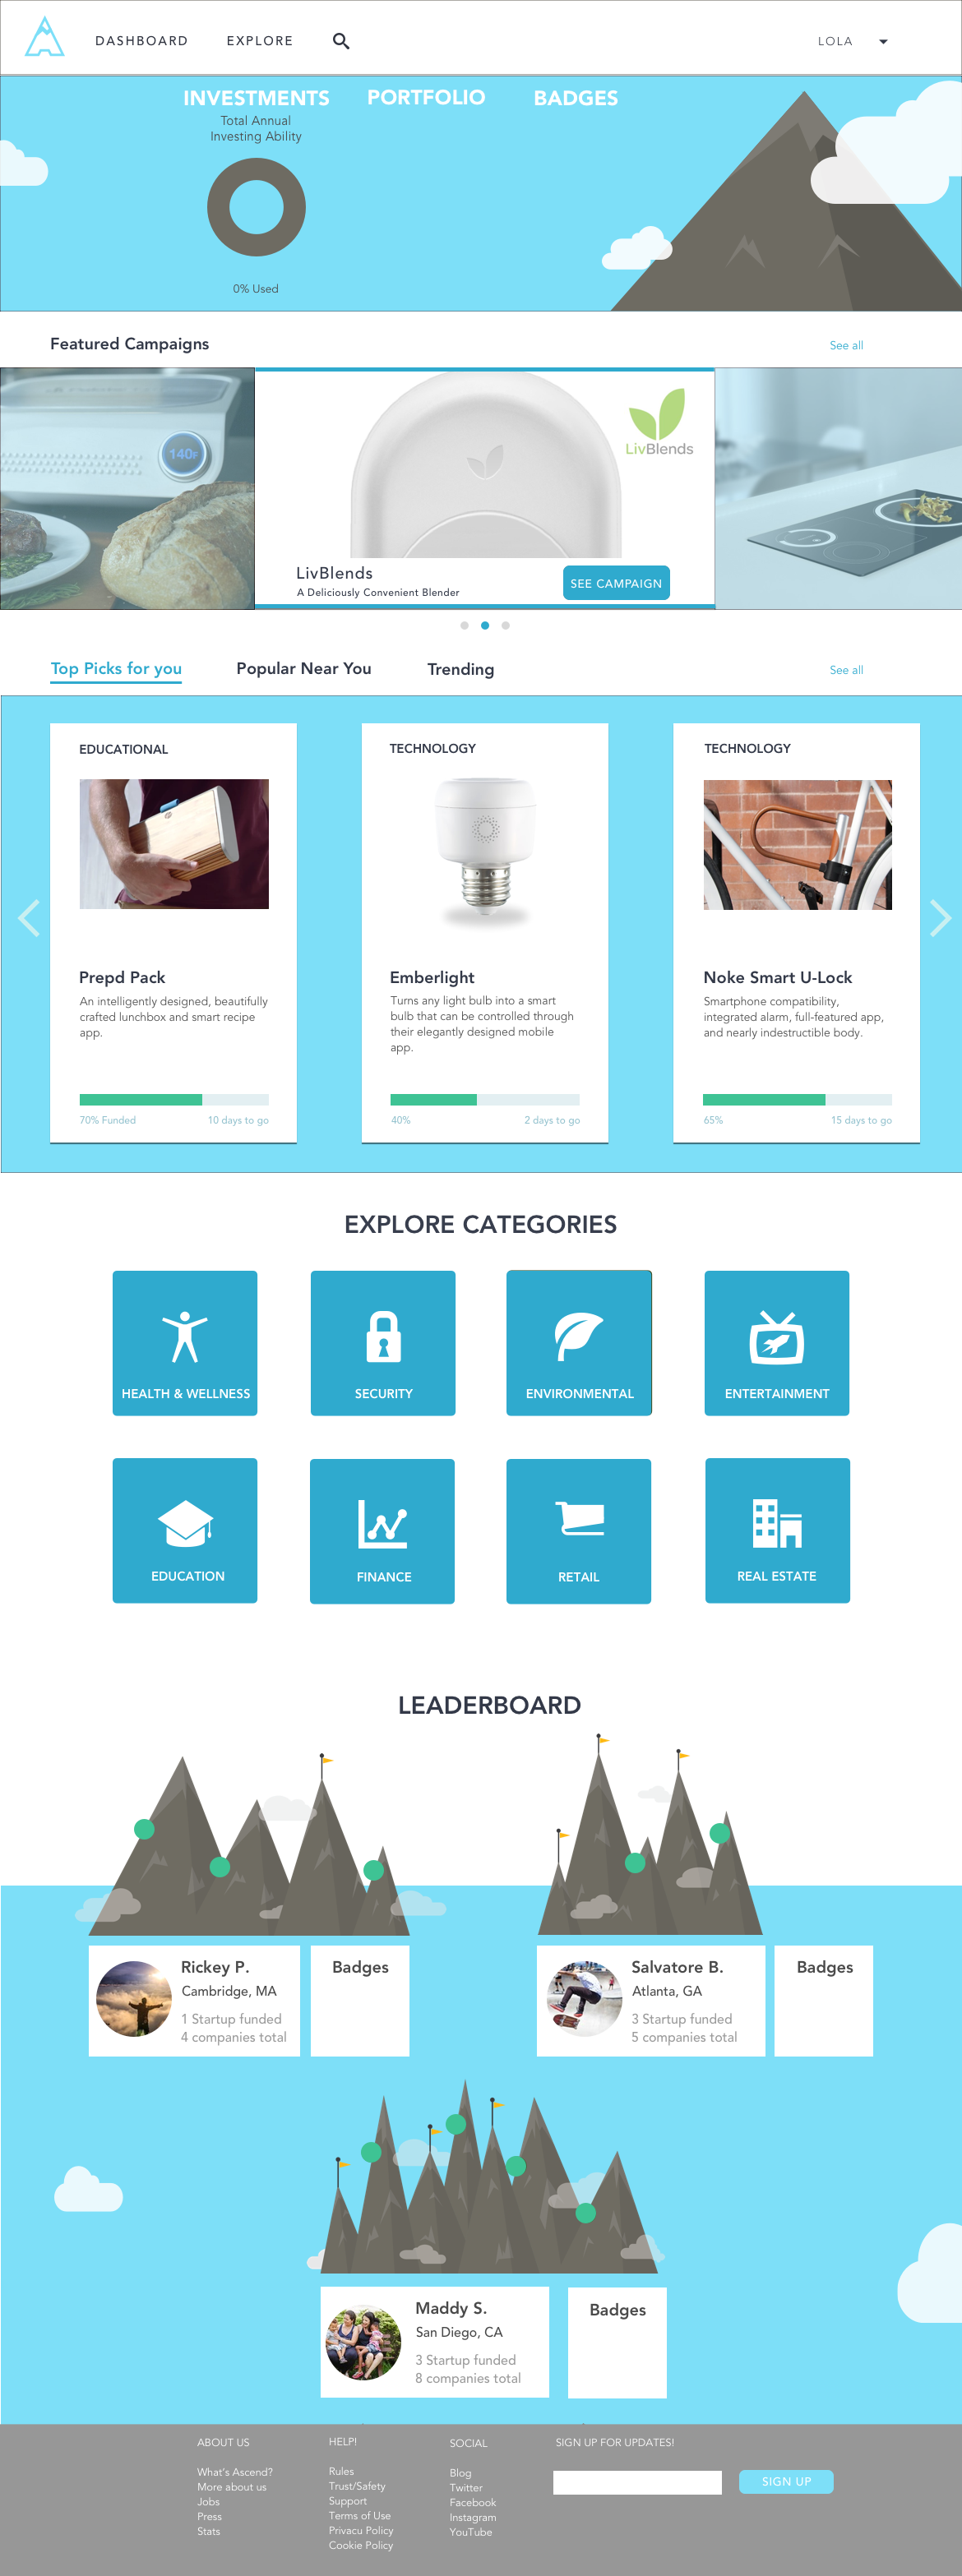 DASHBOARD
EXPLORE
LOLA
INVESTMENTS
PORTFOLIO
BADGES
Total Annual
Investing Ability
0% Used
Featured Campaigns
See all
140F
LivBlends
LivBlends
A Deliciously Convenient Blender
SEE CAMPAIGN
Top Picks for you
Popular Near You
Trending
See all
EDUCATIONAL
Prepd Pack
An intelligently designed, beautifully
crafted lunchbox and smart recipe
app.
70% Funded
10 days to go
TECHNOLOGY
Emberlight
Turns any light bulb into a smart
bulb that can be controlled through
their elegantly designed mobile
app.
40%
2 days to go
TECHNOLOGY
Noke Smart U-Lock
Smartphone compatibility,
integrated alarm, full-featured app,
and nearly indestructible body.
65%
15 days to go
EXPLORE CATEGORIES
HEALTH & WELLNESS
SECURITY
ENVIRONMENTAL
ENTERTAINMENT
EDUCATION
FINANCE
RETAIL
REAL ESTATE
LEADERBOARD
Rickey P.
Cambridge, MA
1 Startup funded
4 companies total
Badges
Salvatore B.
Atlanta, GA
3 Startup funded
5 companies total
Badges
Maddy S.
San Diego, CA
3 Startup funded
8 companies total
Badges
ABOUT US
What's Ascend?
More about us
Jobs
Press
Stats
HELP!
Rules
Trust/Safety
Support
Terms of Use
Privacu Policy
Cookie Policy
SOCIAL
Blog
Twitter
Facebook
Instagram
YouTube
SIGN UP FOR UPDATES!
SIGN UP